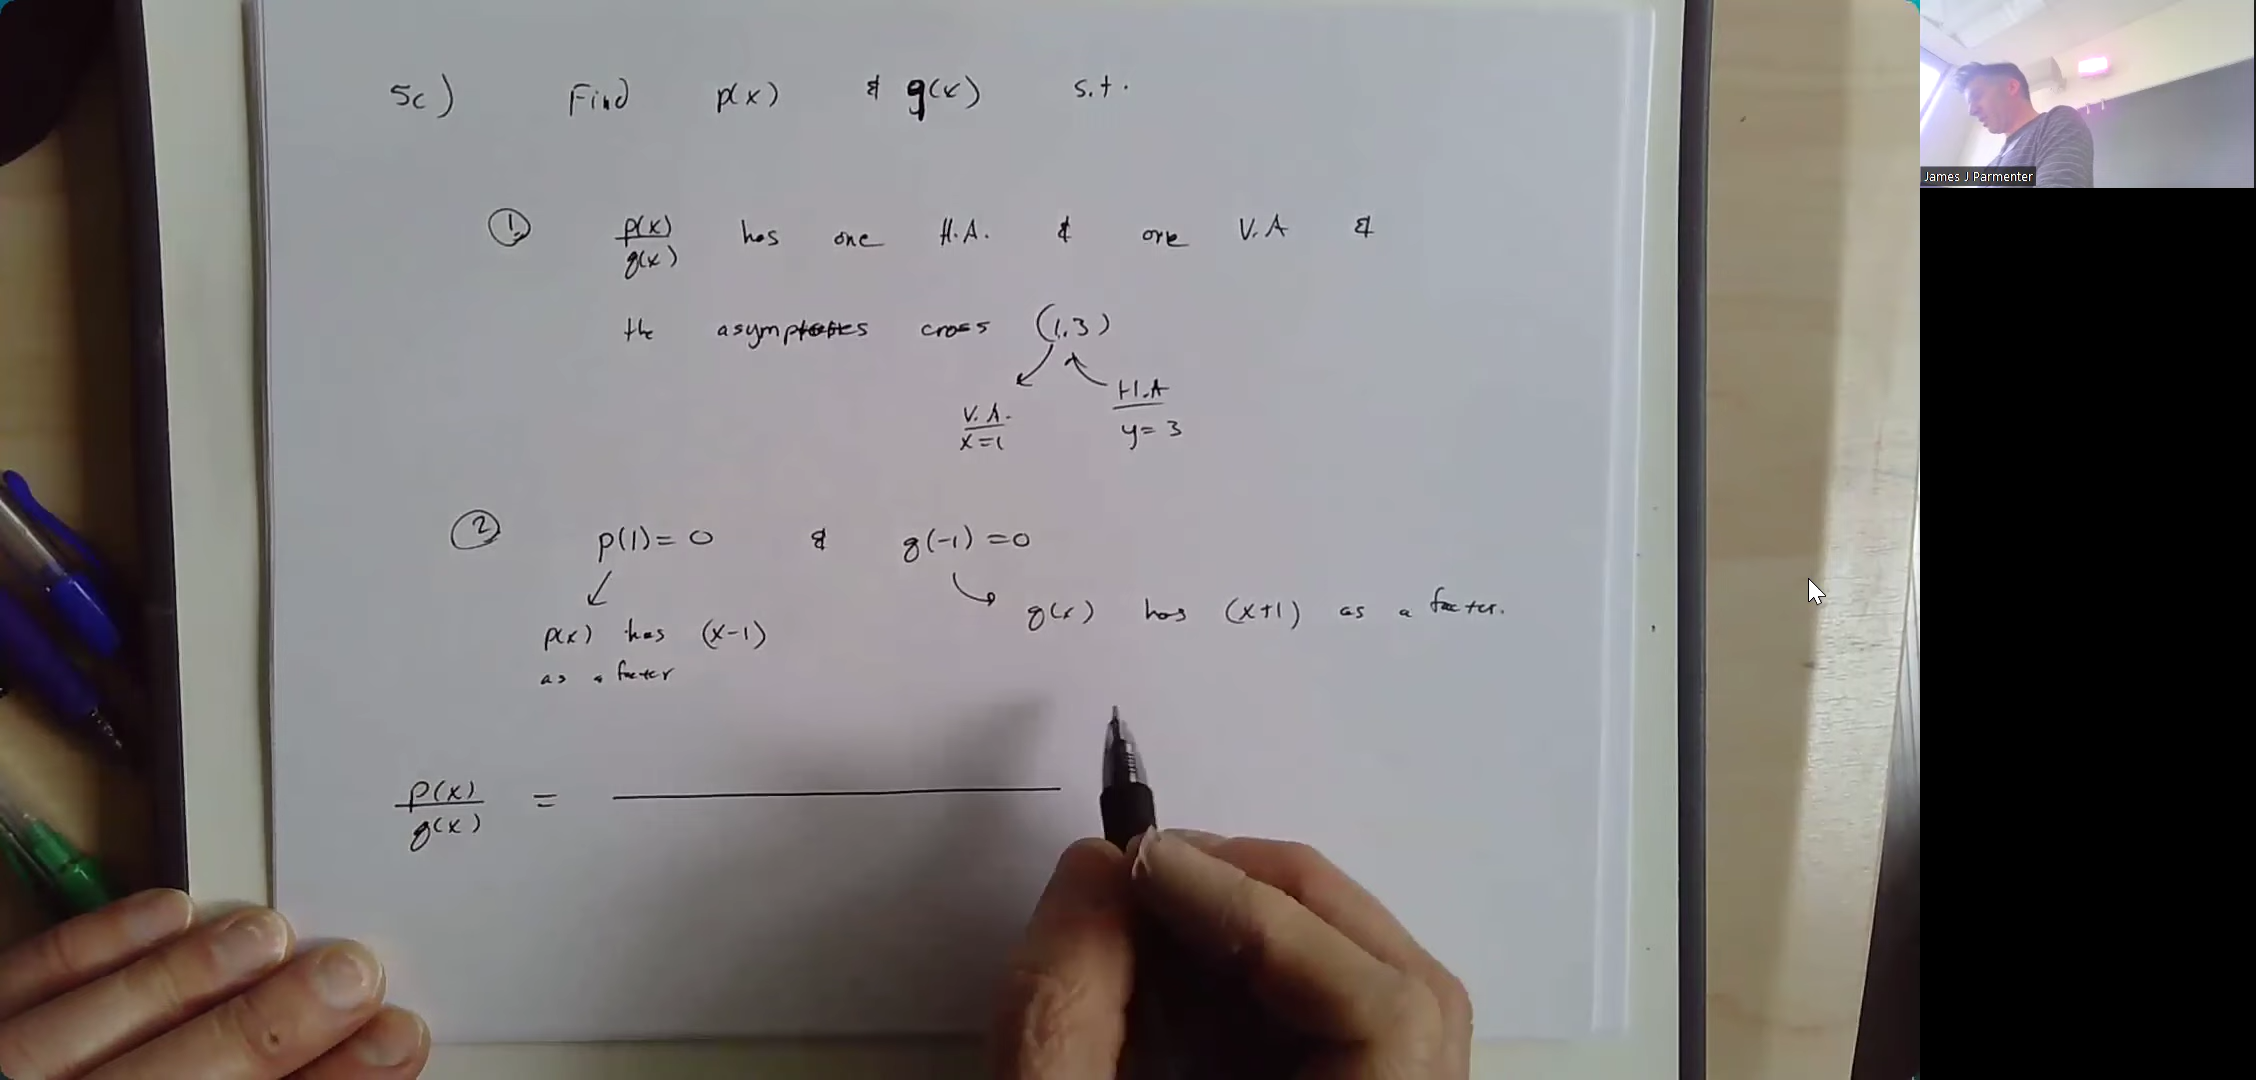 5c) Find p(x) & g(x) s.t.
① p(x)/g(x) has one H.A. & one V.A &
the asymptotes cross (1,3)
V.A. x=1
H.A y=3
② p(1)=0 & g(-1)=0
p(x) has (x-1)
as a factor
g(x) has (x+1) as a factor.
p(x)/g(x) =
James J Parmenter